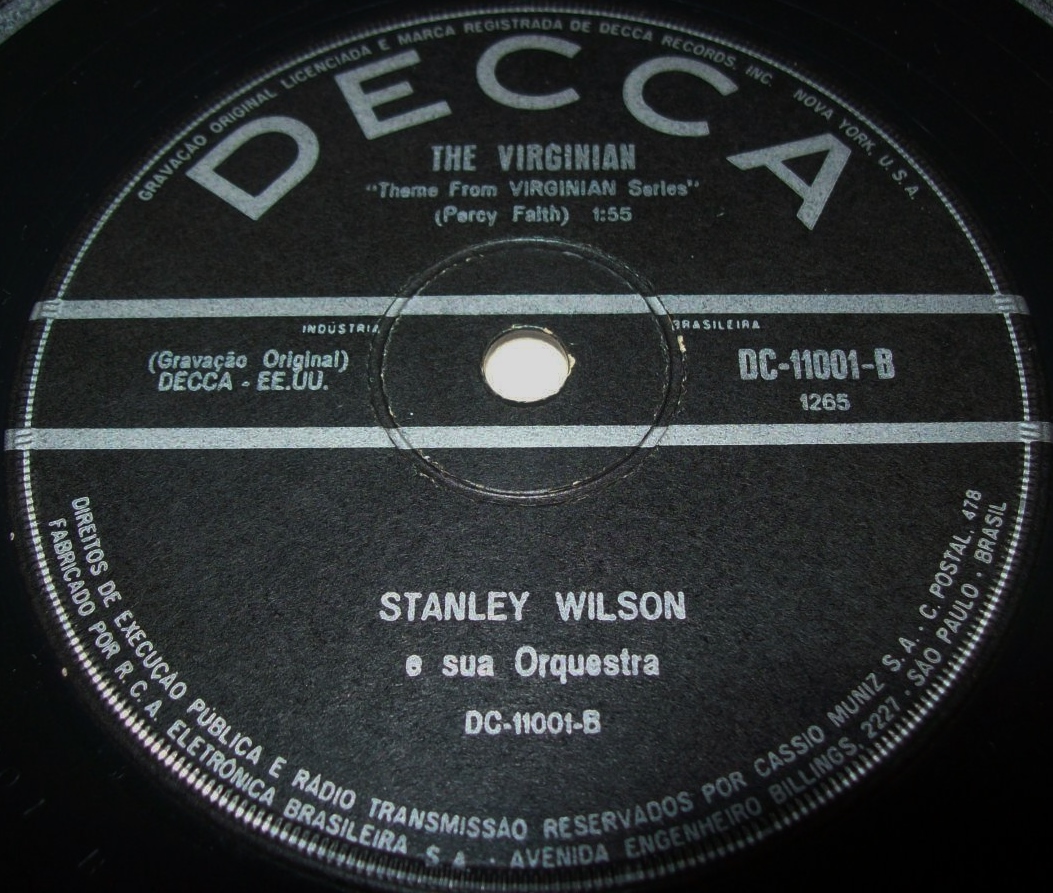 GRAVAÇÃO ORIGINAL LICENCIADA E MARCA REGISTRADA DE DECCA RECORDS, INC. NOVA YORK, U.S.A.
DECCA
THE VIRGINIAN
"Theme From VIRGINIAN Series"
(Percy Faith) 1:55
INDÚSTRIA BRASILEIRA
(Gravação Original)
DECCA - EE.UU.
DC-11001-B
1265
STANLEY WILSON
e sua Orquestra
DC-11001-B
DIREITOS DE EXECUÇÃO PÚBLICA E RADIO TRANSMISSÃO RESERVADOS POR CASSIO MUNIZ S. A. - C. POSTAL, 478
FABRICADO POR R.C.A. ELETRÔNICA BRASILEIRA S.A. - AVENIDA ENGENHEIRO BILLINGS, 2227 - SÃO PAULO - BRASIL